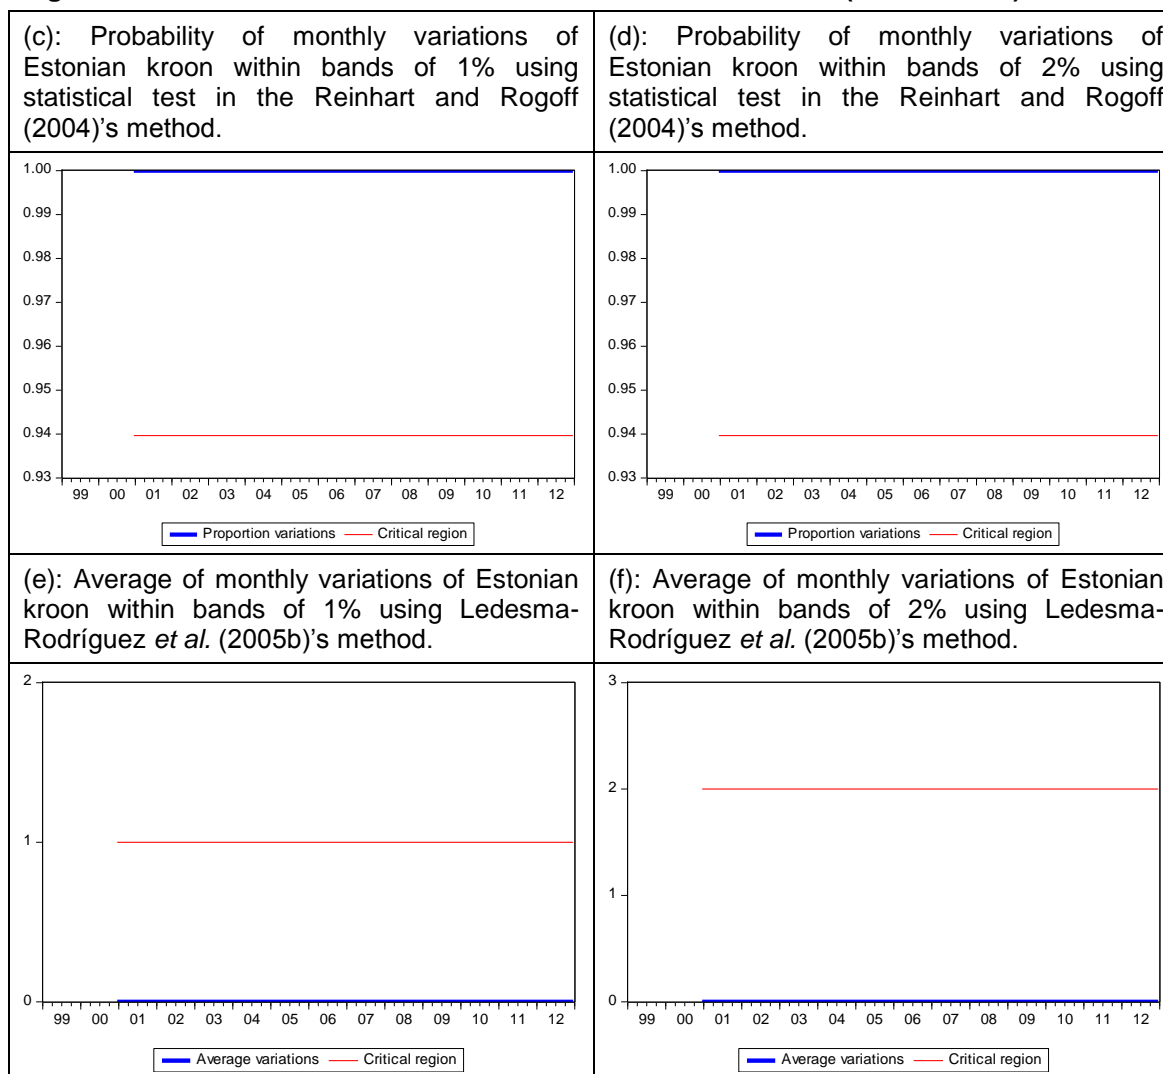 (c): Probability of monthly variations of
Estonian kroon within bands of 1% using
statistical test in the Reinhart and Rogoff
(2004)’s method.
(d): Probability of monthly variations of
Estonian kroon within bands of 2% using
statistical test in the Reinhart and Rogoff
(2004)’s method.
1.00
0.99
0.98
0.97
0.96
0.95
0.94
0.93
99 00 01 02 03 04 05 06 07 08 09 10 11 12
Proportion variations Critical region
1.00
0.99
0.98
0.97
0.96
0.95
0.94
0.93
99 00 01 02 03 04 05 06 07 08 09 10 11 12
Proportion variations Critical region
(e): Average of monthly variations of Estonian
kroon within bands of 1% using Ledesma-
Rodríguez et al. (2005b)’s method.
(f): Average of monthly variations of Estonian
kroon within bands of 2% using Ledesma-
Rodríguez et al. (2005b)’s method.
2
1
0
99 00 01 02 03 04 05 06 07 08 09 10 11 12
Average variations Critical region
3
2
1
0
99 00 01 02 03 04 05 06 07 08 09 10 11 12
Average variations Critical region